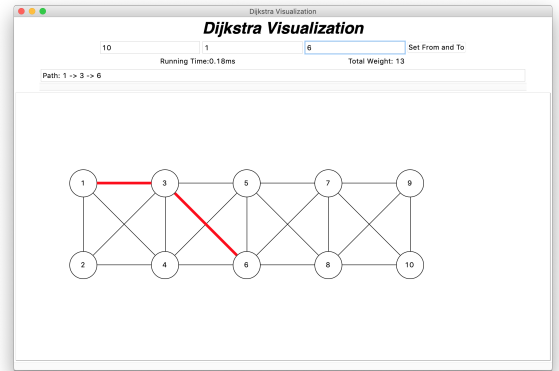 Dijkstra Visualization
Dijkstra Visualization
10 1 6 Set From and To
Running Time:0.18ms Total Weight: 13
Path: 1 -> 3 -> 6
1 3 5 7 9
2 4 6 8 10